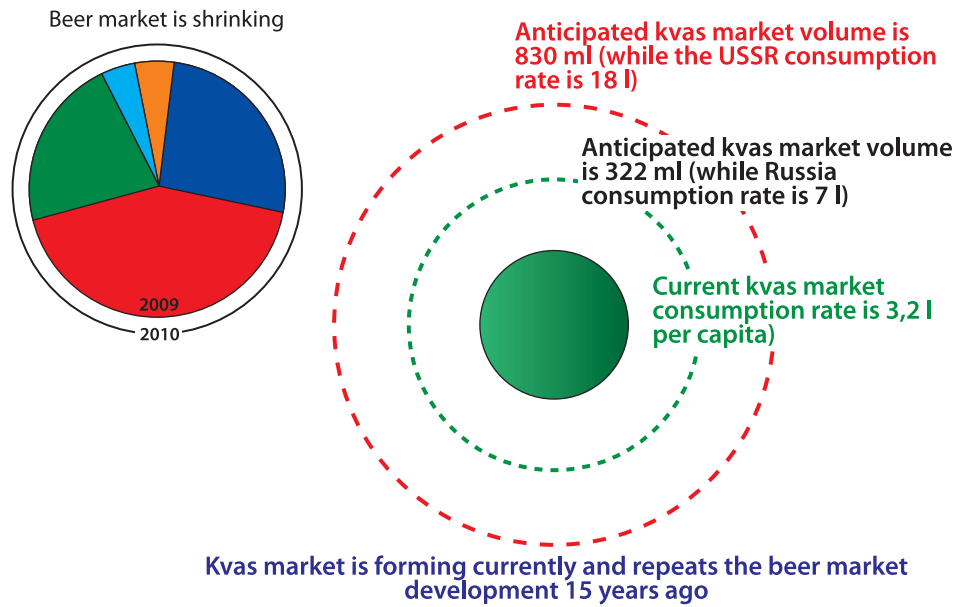 Beer market is shrinking
2009
2010
Anticipated kvas market volume is
830 ml (while the USSR consumption
rate is 18 l)
Anticipated kvas market volume
is 322 ml (while Russia
consumption rate is 7 l)
Current kvas market
consumption rate is 3,2 l
per capita)
Kvas market is forming currently and repeats the beer market
development 15 years ago